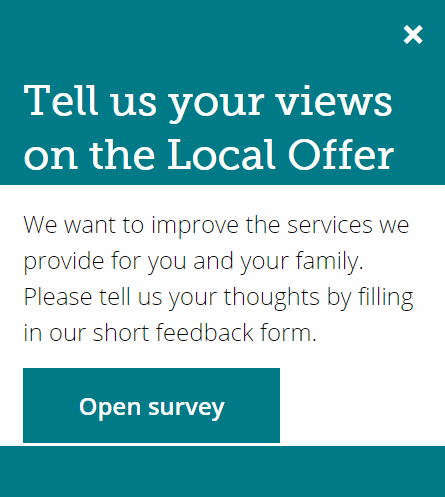 Tell us your views
on the Local Offer
We want to improve the services we
provide for you and your family.
Please tell us your thoughts by filling
in our short feedback form.
Open survey